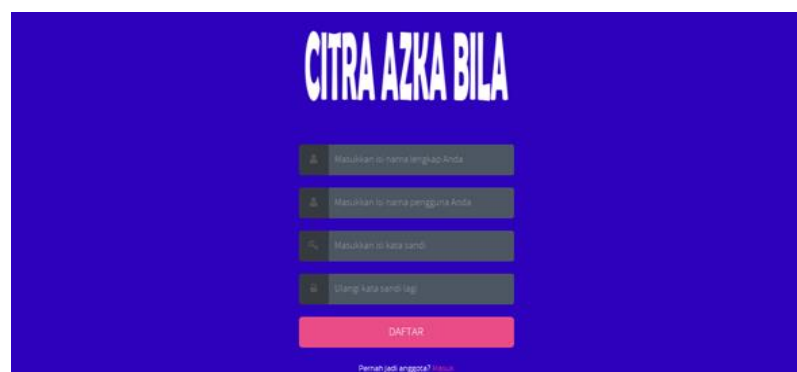 CITRA AZKA BILA
Masukkan isi nama lengkap Anda
Masukkan isi nama pengguna Anda
Masukkan isi kata sandi
Ulangi kata sandi lagi
DAFTAR
Pernah jadi anggota? Masuk